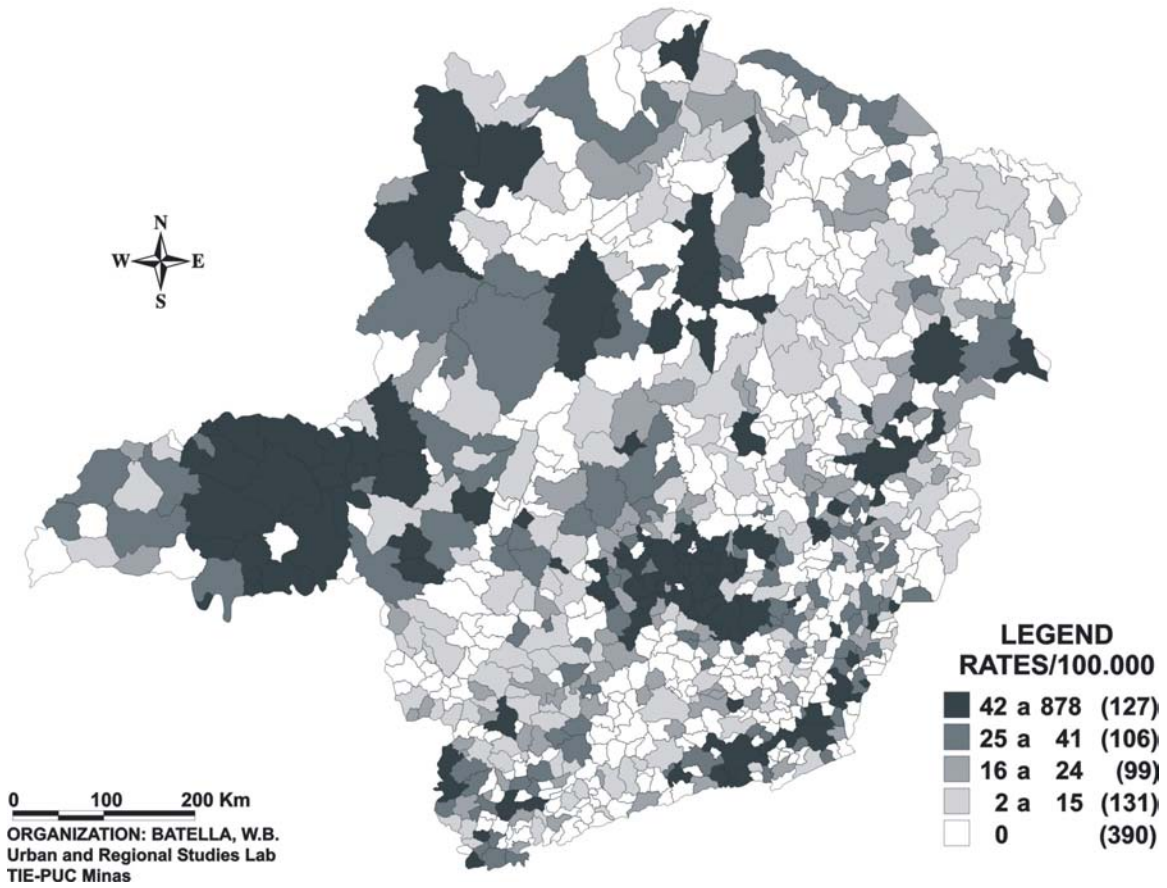 N
W E
S
LEGEND
RATES/100.000
42 a 878 (127)
25 a 41 (106)
16 a 24 (99)
2 a 15 (131)
0 (390)
0 100 200 Km
ORGANIZATION: BATELLA, W.B.
Urban and Regional Studies Lab
TIE-PUC Minas